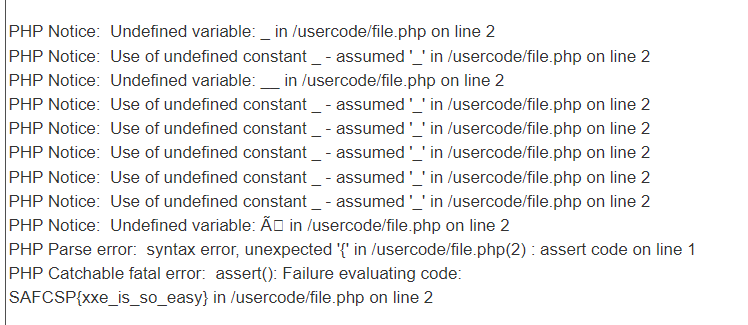 PHP Notice:  Undefined variable: _ in /usercode/file.php on line 2
PHP Notice:  Use of undefined constant _ - assumed '_' in /usercode/file.php on line 2
PHP Notice:  Undefined variable: __ in /usercode/file.php on line 2
PHP Notice:  Use of undefined constant _ - assumed '_' in /usercode/file.php on line 2
PHP Notice:  Use of undefined constant _ - assumed '_' in /usercode/file.php on line 2
PHP Notice:  Use of undefined constant _ - assumed '_' in /usercode/file.php on line 2
PHP Notice:  Use of undefined constant _ - assumed '_' in /usercode/file.php on line 2
PHP Notice:  Use of undefined constant _ - assumed '_' in /usercode/file.php on line 2
PHP Notice:  Undefined variable: Ã□ in /usercode/file.php on line 2
PHP Parse error:  syntax error, unexpected '{' in /usercode/file.php(2) : assert code on line 1
PHP Catchable fatal error:  assert(): Failure evaluating code:
SAFCSP{xxe_is_so_easy} in /usercode/file.php on line 2